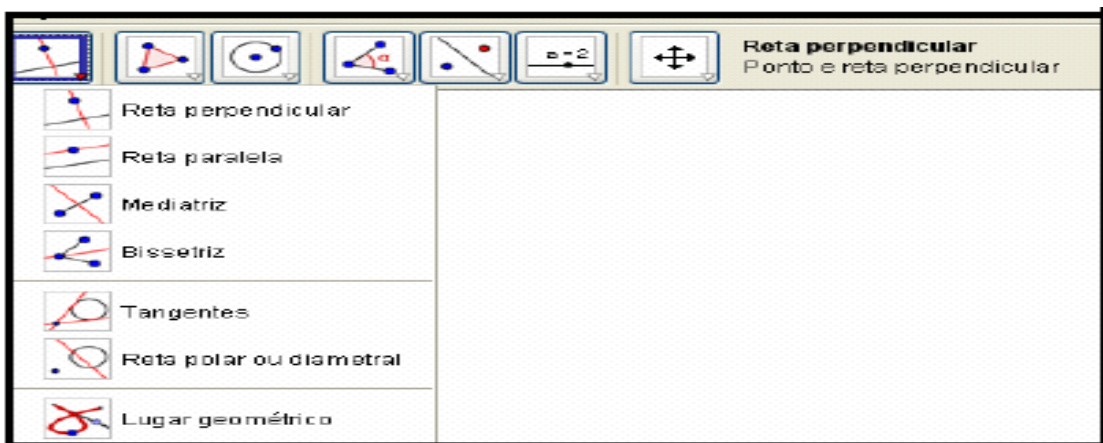 a = 2
Reta perpendicular
Ponto e reta perpendicular
Reta perpendicular
Reta paralela
Mediatriz
Bissetriz
Tangentes
Reta polar ou diametral
Lugar geométrico